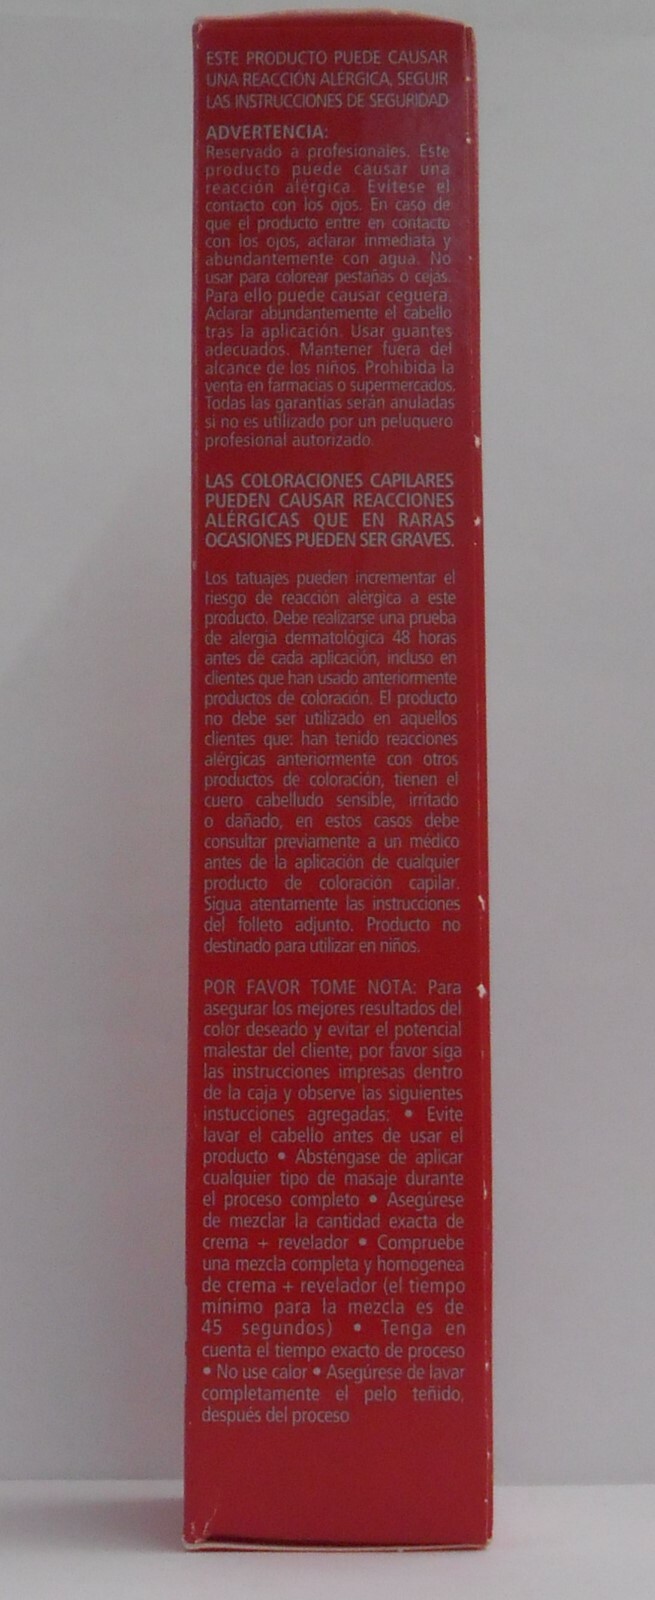 ESTE PRODUCTO PUEDE CAUSAR
UNA REACCIÓN ALÉRGICA, SEGUIR
LAS INSTRUCCIONES DE SEGURIDAD
ADVERTENCIA:
Reservado a profesionales. Este
producto puede causar una
reacción alérgica. Evítese el
contacto con los ojos. En caso de
que el producto entre en contacto
con los ojos, aclarar inmediata y
abundantemente con agua. No
usar para colorear pestañas o cejas.
Para ello puede causar ceguera.
Aclarar abundantemente el cabello
tras la aplicación. Usar guantes
adecuados. Mantener fuera del
alcance de los niños. Prohibida la
venta en farmacias o supermercados.
Todas las garantías serán anuladas
si no es utilizado por un peluquero
profesional autorizado.
LAS COLORACIONES CAPILARES
PUEDEN CAUSAR REACCIONES
ALÉRGICAS QUE EN RARAS
OCASIONES PUEDEN SER GRAVES.
Los tatuajes pueden incrementar el
riesgo de reacción alérgica a este
producto. Debe realizarse una prueba
de alergia dermatológica 48 horas
antes de cada aplicación, incluso en
clientes que han usado anteriormente
productos de coloración. El producto
no debe ser utilizado en aquellos
clientes que: han tenido reacciones
alérgicas anteriormente con otros
productos de coloración, tienen el
cuero cabelludo sensible, irritado
o dañado, en estos casos debe
consultar previamente a un médico
antes de la aplicación de cualquier
producto de coloración capilar.
Sigua atentamente las instrucciones
del folleto adjunto. Producto no
destinado para utilizar en niños.
POR FAVOR TOME NOTA: Para
asegurar los mejores resultados del
color deseado y evitar el potencial
malestar del cliente, por favor siga
las instrucciones impresas dentro
de la caja y observe las siguientes
instucciones agregadas: • Evite
lavar el cabello antes de usar el
producto • Absténgase de aplicar
cualquier tipo de masaje durante
el proceso completo • Asegúrese
de mezclar la cantidad exacta de
crema + revelador • Compruebe
una mezcla completa y homogenea
de crema + revelador (el tiempo
mínimo para la mezcla es de
45 segundos) • Tenga en
cuenta el tiempo exacto de proceso
• No use calor • Asegúrese de lavar
completamente el pelo teñido,
después del proceso